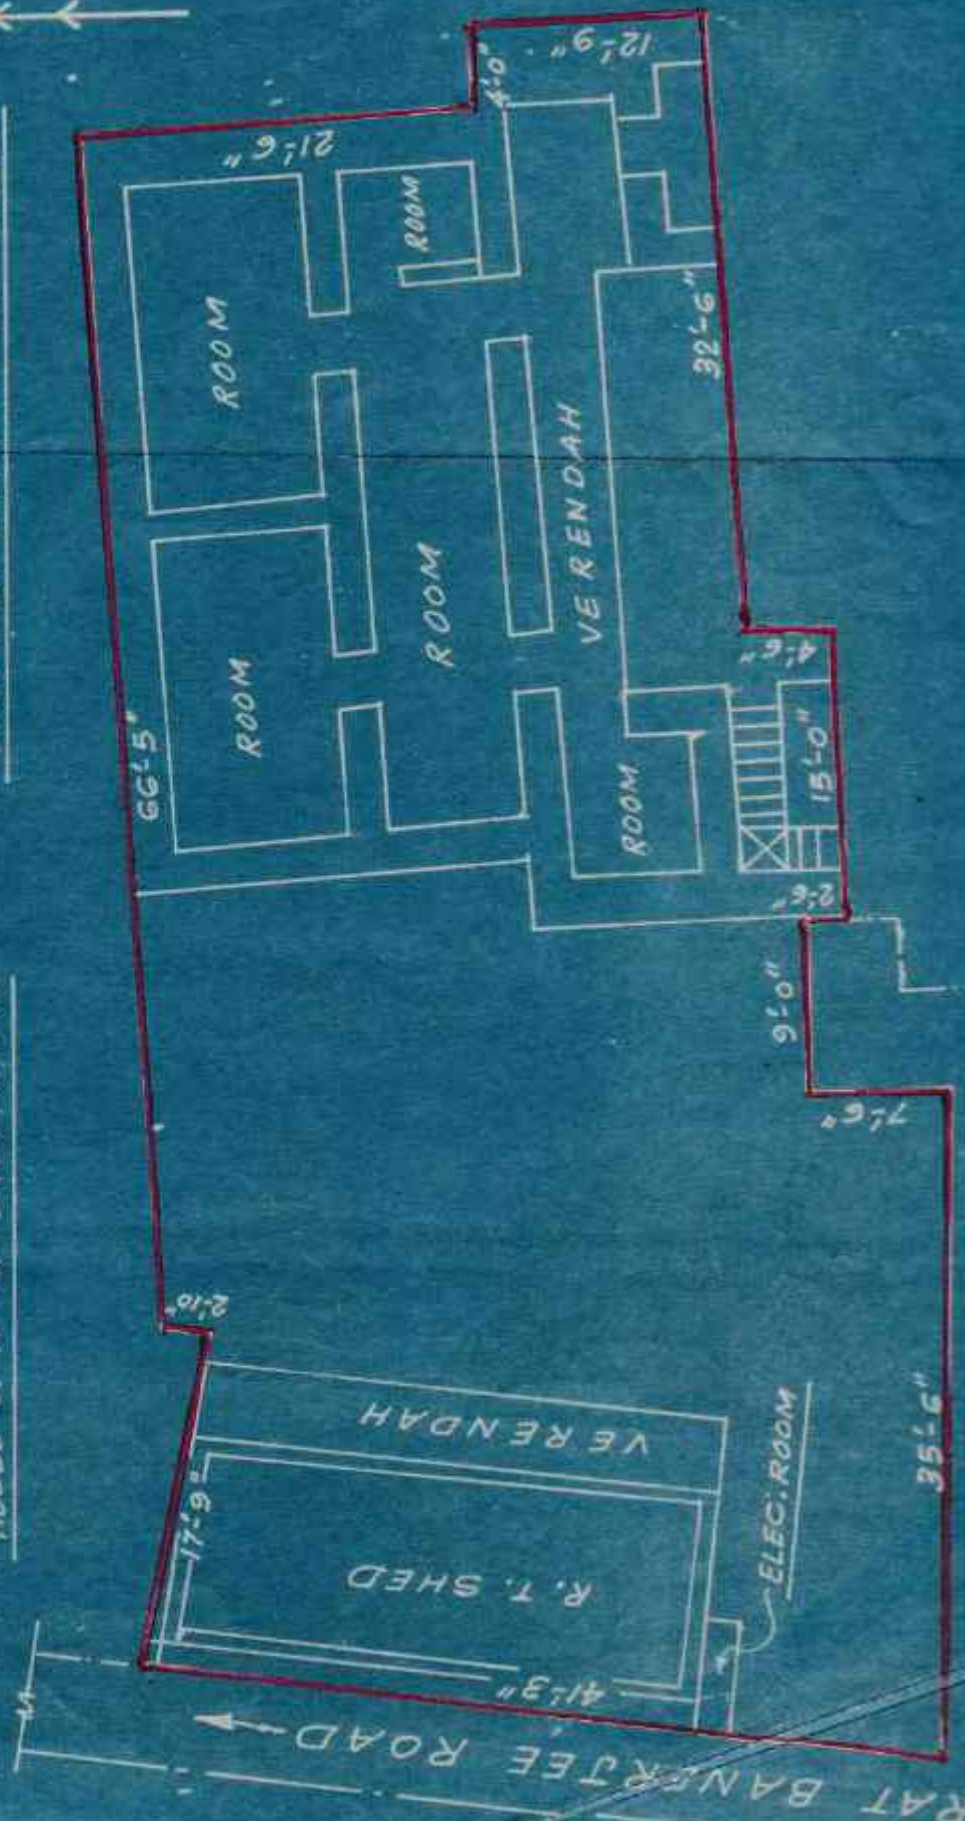 12'-9"
4'-0"
21'-6"
ROOM
ROOM
32'-6"
VERENDAH
ROOM
ROOM
66'-5"
4'-6"
15'-0"
ROOM
2'-6"
9'-0"
7'-6"
2'-10"
VERENDAH
17'-9"
R.T. SHED
ELEC. ROOM
35'-6"
41'-3"
RAT BANERJEE ROAD